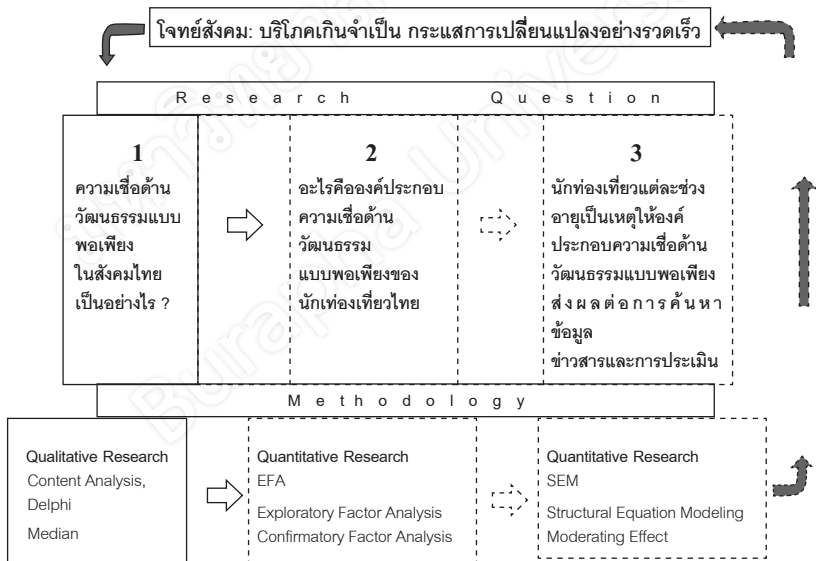 โจทย์สังคม: บริโภคเกินจำเป็น กระแสการเปลี่ยนแปลงอย่างรวดเร็ว
Research Question
1
ความเชื่อด้าน
วัฒนธรรมแบบ
พอเพียง
ในสังคมไทย
เป็นอย่างไร ?
2
อะไรคือองค์ประกอบ
ความเชื่อด้าน
วัฒนธรรม
แบบพอเพียงของ
นักเท่องเที่ยวไทย
3
นักท่องเที่ยวแต่ละช่วง
อายุเป็นเหตุให้องค์
ประกอบความเชื่อด้าน
วัฒนธรรมแบบพอเพียง
ส่งผลต่อการค้นหา
ข้อมูล
ข่าวสารและการประเมิน
Methodology
Qualitative Research
Content Analysis,
Delphi
Median
Quantitative Research
EFA
Exploratory Factor Analysis
Confirmatory Factor Analysis
Quantitative Research
SEM
Structural Equation Modeling
Moderating Effect
Burapha University